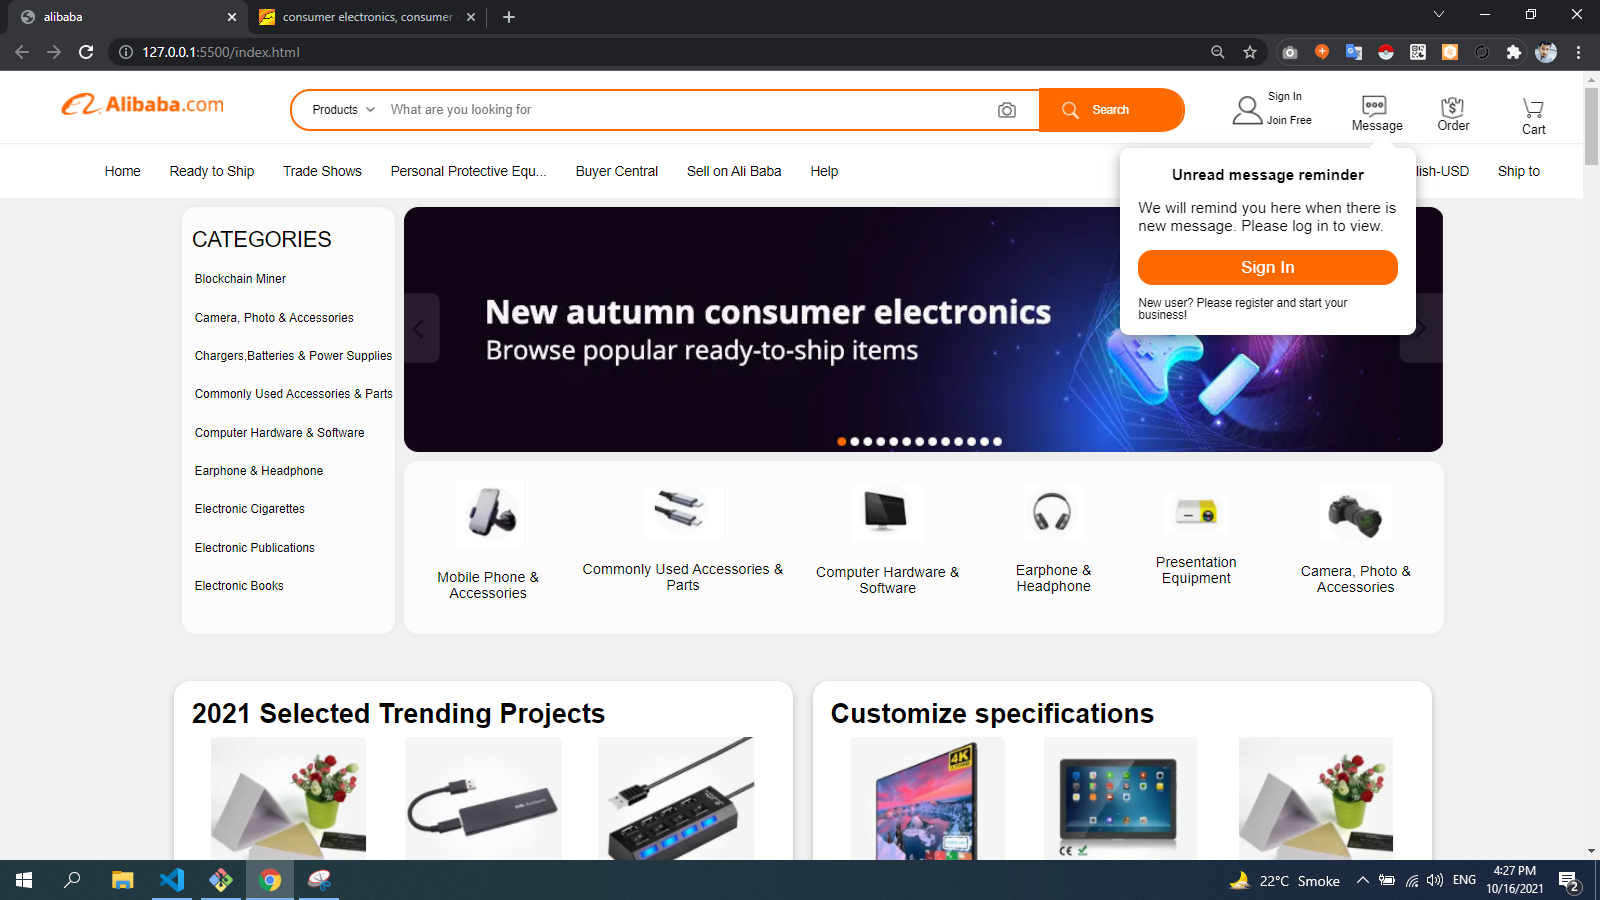 alibaba
consumer electronics, consumer
127.0.0.1:5500/index.html
Alibaba.com
Products
What are you looking for
Search
Sign In
Join Free
Message
Order
Cart
Home
Ready to Ship
Trade Shows
Personal Protective Equ...
Buyer Central
Sell on Ali Baba
Help
lish-USD
Ship to
Unread message reminder
We will remind you here when there is
new message. Please log in to view.
Sign In
New user? Please register and start your
business!
CATEGORIES
Blockchain Miner
Camera, Photo & Accessories
Chargers,Batteries & Power Supplies
Commonly Used Accessories & Parts
Computer Hardware & Software
Earphone & Headphone
Electronic Cigarettes
Electronic Publications
Electronic Books
New autumn consumer electronics
Browse popular ready-to-ship items
Mobile Phone &
Accessories
Commonly Used Accessories &
Parts
Computer Hardware &
Software
Earphone &
Headphone
Presentation
Equipment
Camera, Photo &
Accessories
2021 Selected Trending Projects
Customize specifications
4K
CE
22°C Smoke
ENG
4:27 PM
10/16/2021
2